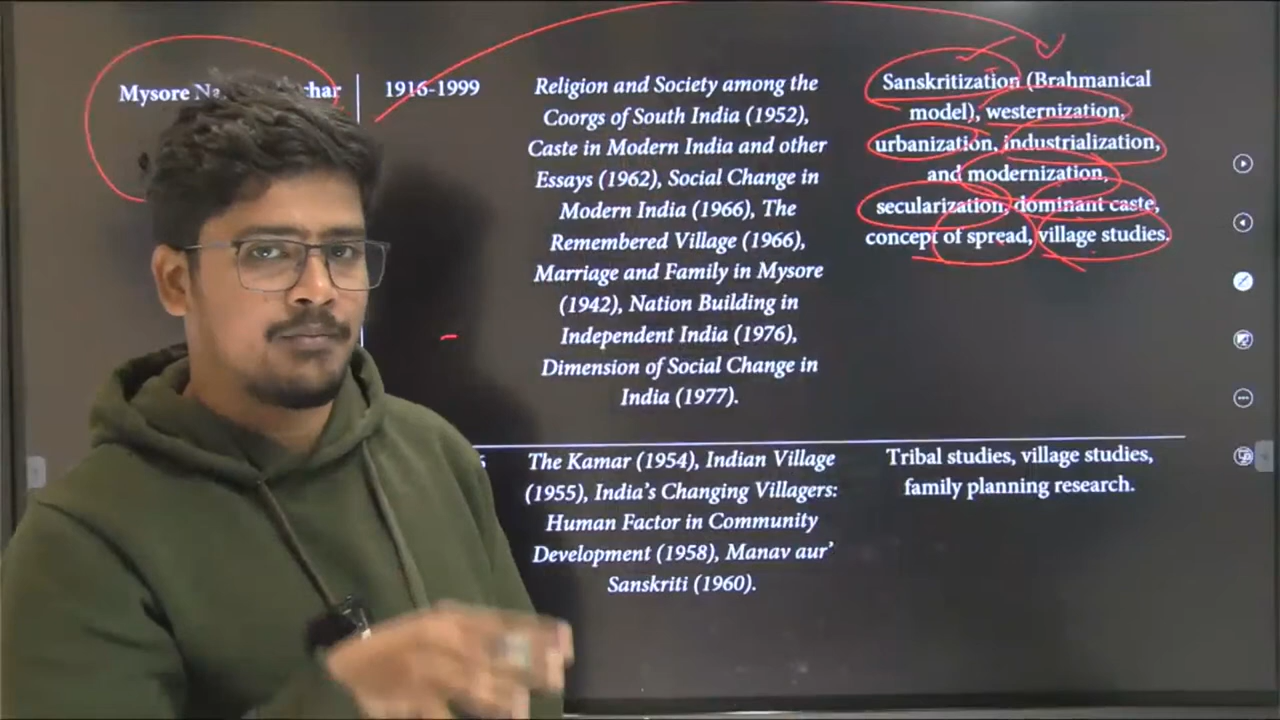 Mysore
1916-1999
Religion and Society among the
Coorgs of South India (1952),
Caste in Modern India and other
Essays (1962), Social Change in
Modern India (1966), The
Remembered Village (1966),
Marriage and Family in Mysore
(1942), Nation Building in
Independent India (1976),
Dimension of Social Change in
India (1977).
Sanskritization (Brahmanical
model), westernization,
urbanization, industrialization,
and modernization,
secularization, dominant caste,
concept of spread, village studies.
The Kamar (1954), Indian Village
(1955), India's Changing Villagers:
Human Factor in Community
Development (1958), Manav aur'
Sanskriti (1960).
Tribal studies, village studies,
family planning research.